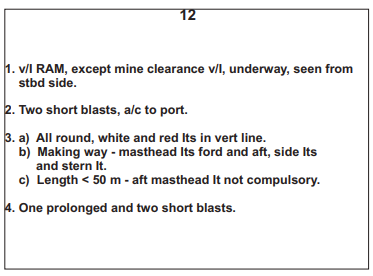 12
1. v/l RAM, except mine clearance v/l, underway, seen from
stbd side.
2. Two short blasts, a/c to port.
3. a) All round, white and red lts in vert line.
b) Making way - masthead lts ford and aft, side lts
and stern lt.
c) Length < 50 m - aft masthead lt not compulsory.
4. One prolonged and two short blasts.